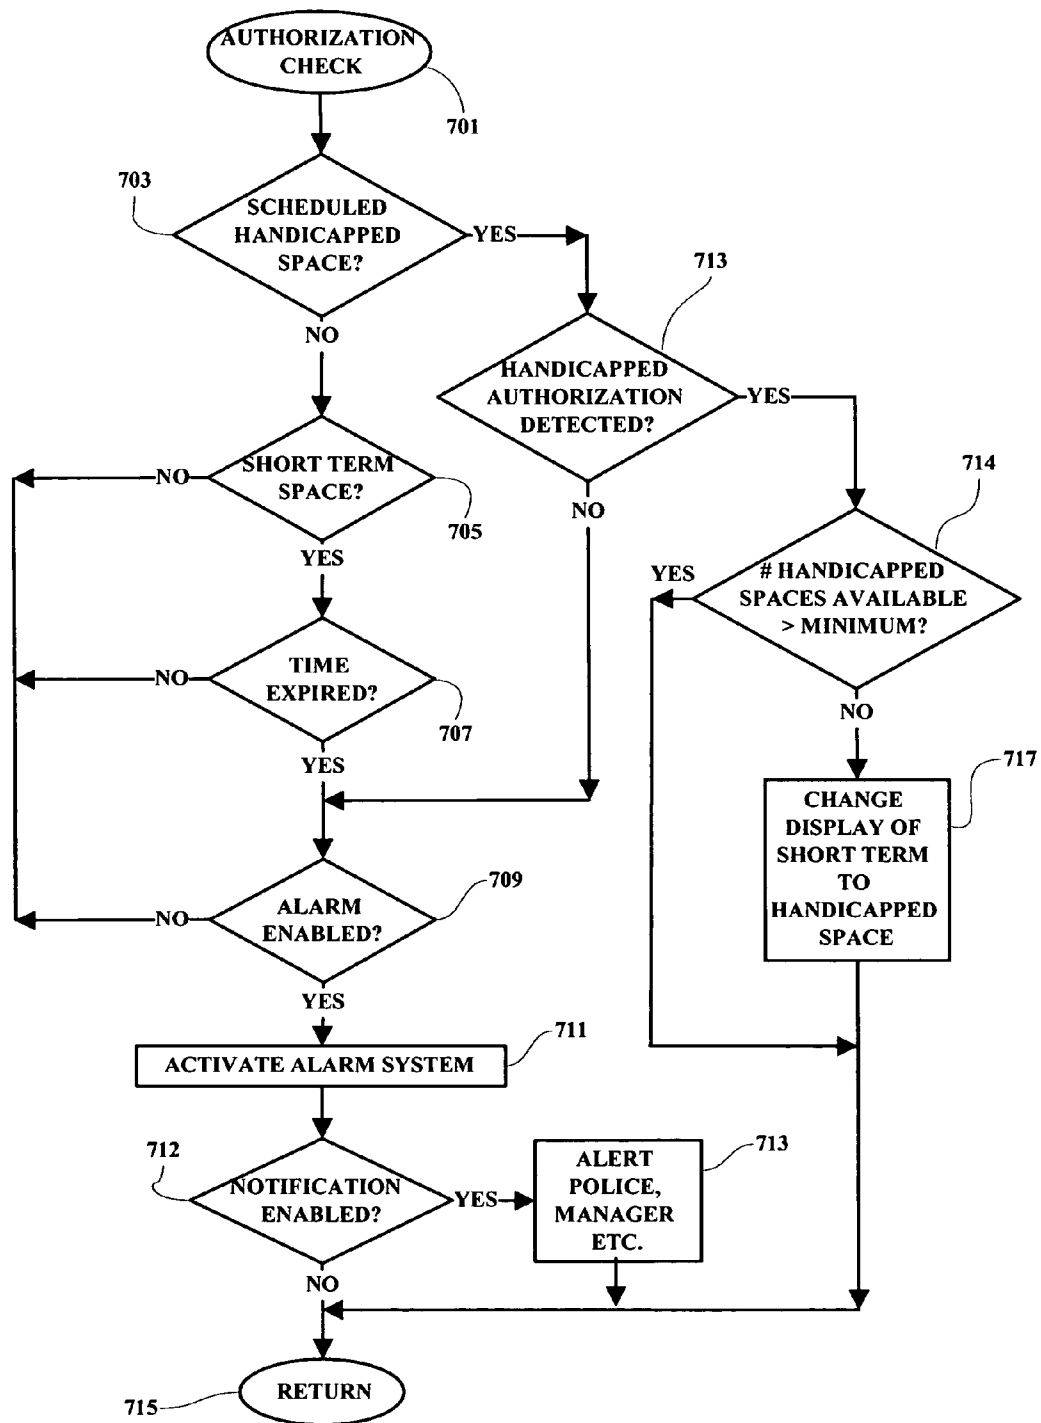 AUTHORIZATION
CHECK
701
703
SCHEDULED
HANDICAPPED
SPACE?
YES
NO
713
HANDICAPPED
AUTHORIZATION
DETECTED?
YES
NO
SHORT TERM
SPACE?
NO
705
YES
714
# HANDICAPPED
SPACES AVAILABLE
> MINIMUM?
YES
NO
TIME
EXPIRED?
NO
707
YES
717
CHANGE
DISPLAY OF
SHORT TERM
TO
HANDICAPPED
SPACE
ALARM
ENABLED?
NO
709
YES
711
ACTIVATE ALARM SYSTEM
712
NOTIFICATION
ENABLED?
YES
NO
713
ALERT
POLICE,
MANAGER
ETC.
RETURN
715